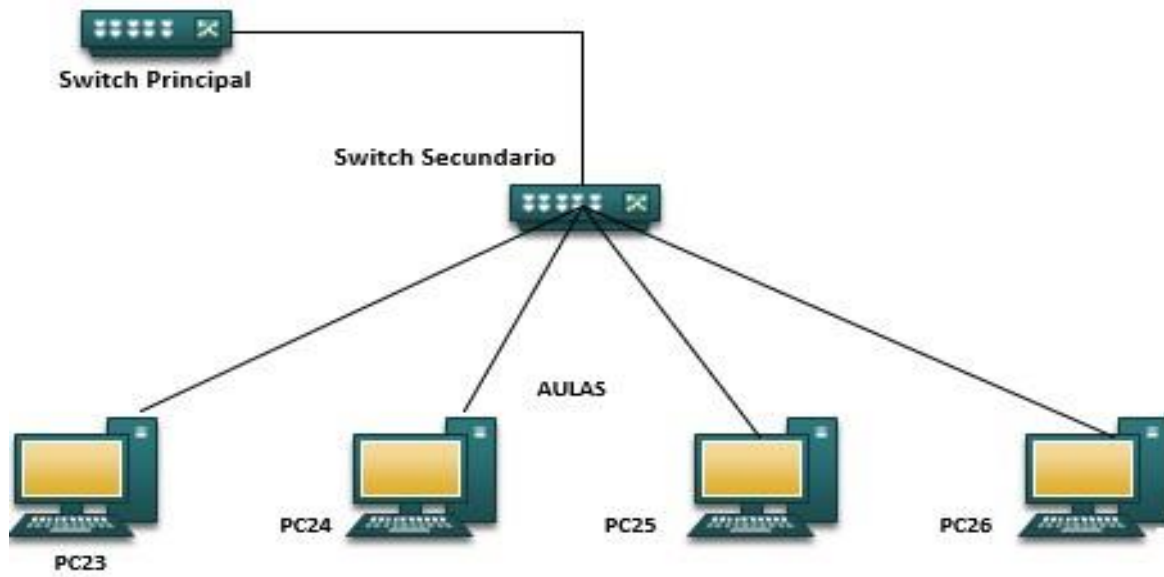 Switch Principal
Switch Secundario
AULAS
PC23
PC24
PC25
PC26